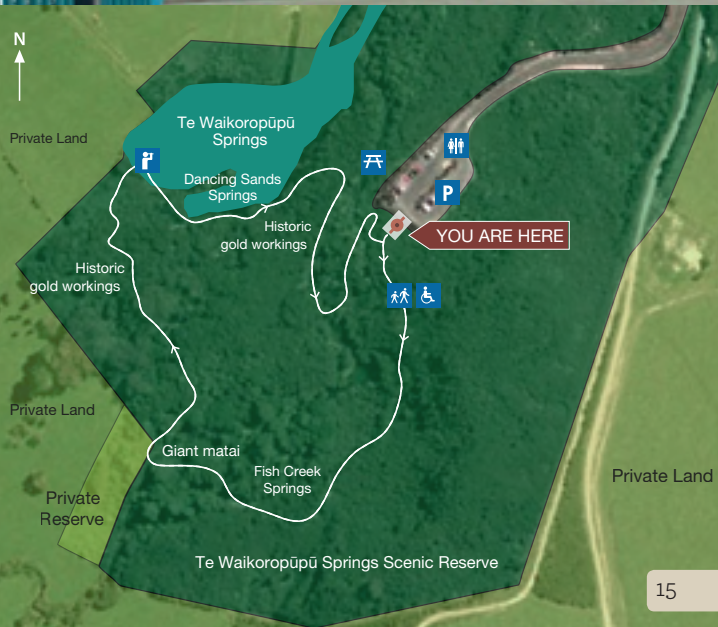 N
Private Land
Te Waikoropūpū
Springs
Dancing Sands
Springs
P
Historic
gold workings
YOU ARE HERE
Historic
gold workings
Private Land
Giant matai
Fish Creek
Springs
Private
Reserve
Private Land
Te Waikoropūpū Springs Scenic Reserve
15